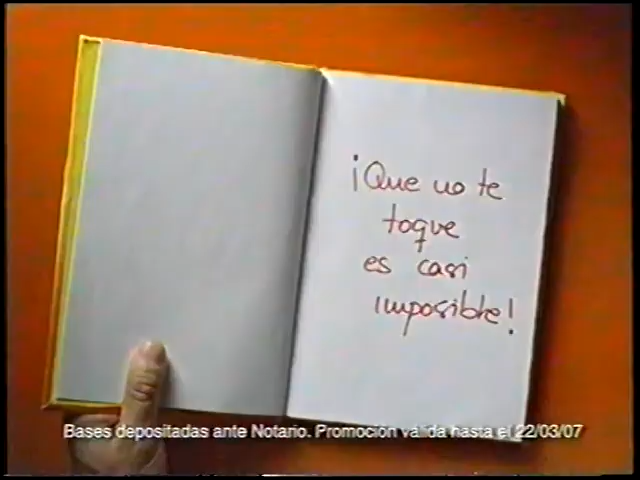 ¡Que no te
toque
es casi
imposible!
Bases depositadas ante Notario. Promoción válida hasta el 22/03/07